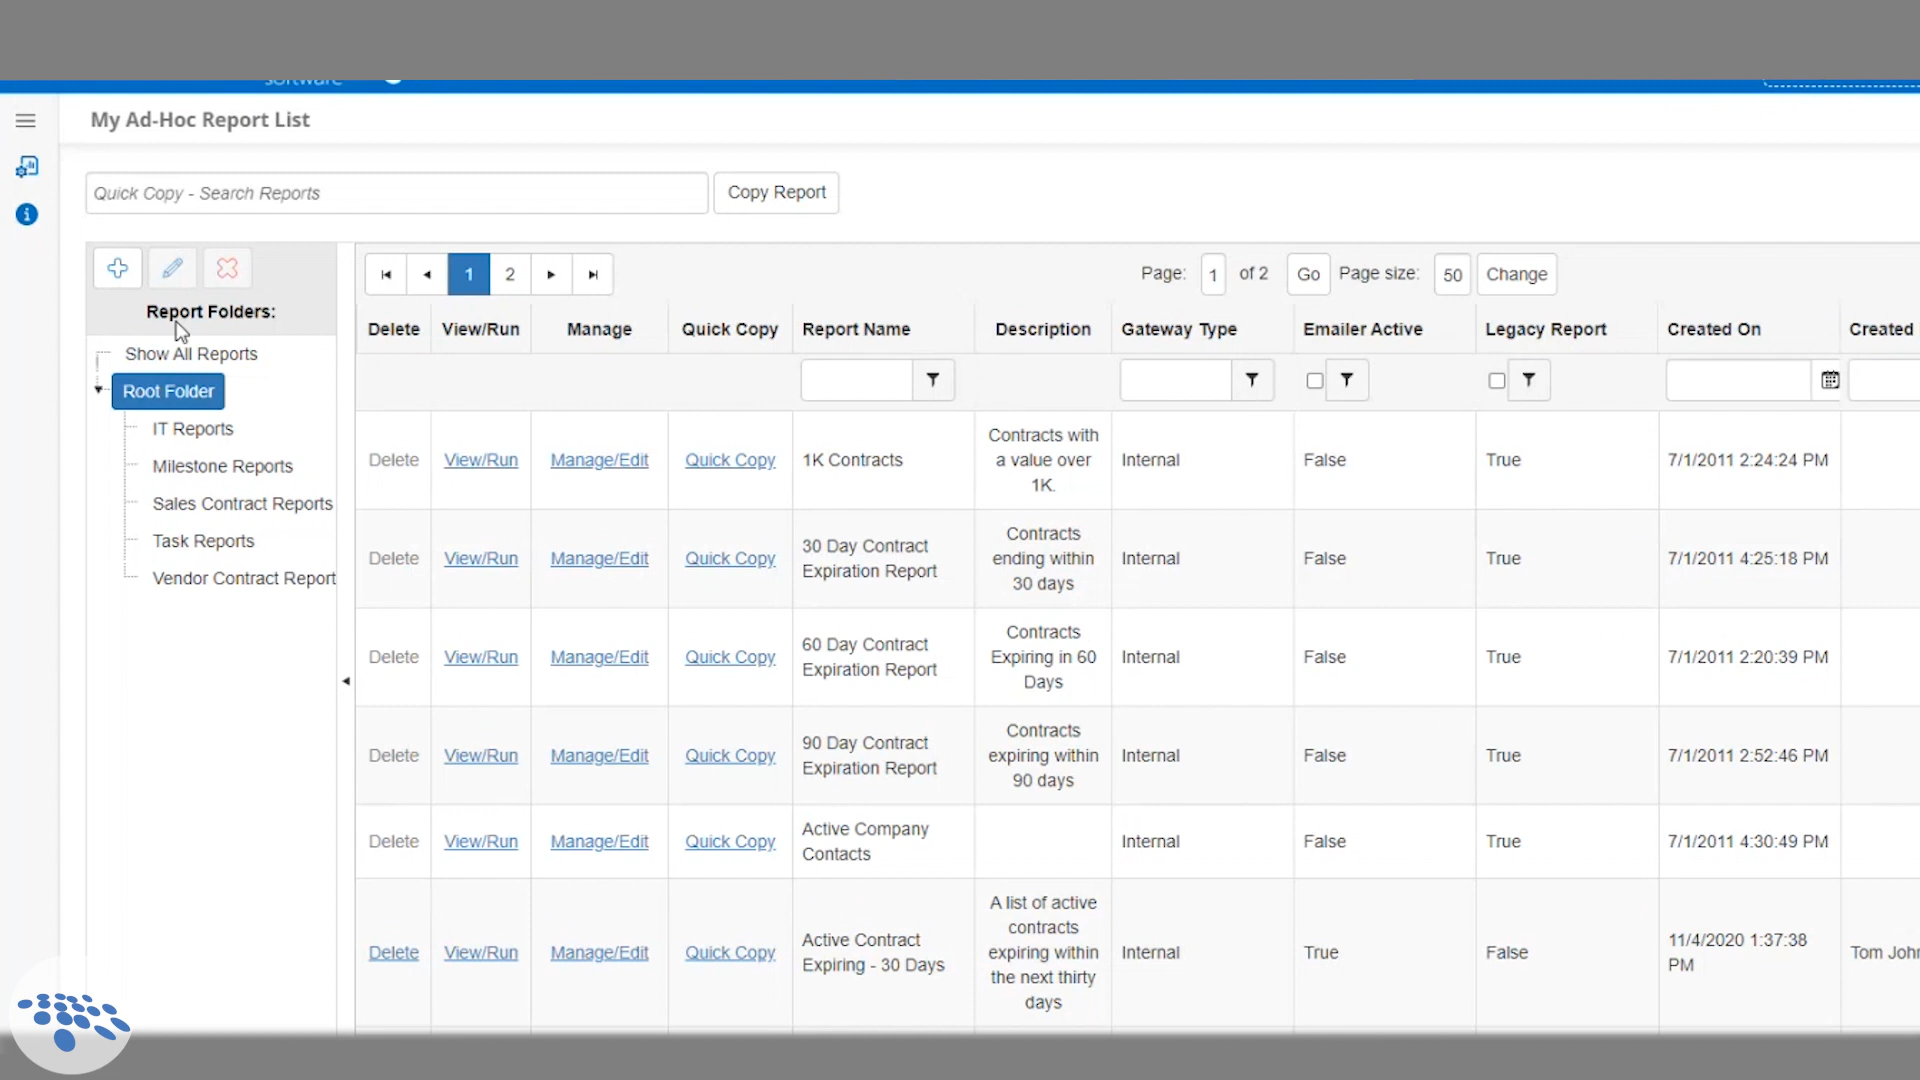 software
My Ad-Hoc Report List
Quick Copy - Search Reports
Copy Report
Report Folders:
Show All Reports
Root Folder
IT Reports
Milestone Reports
Sales Contract Reports
Task Reports
Vendor Contract Report
1 2
Page: 1 of 2 Go Page size: 50 Change
Delete View/Run Manage Quick Copy Report Name Description Gateway Type Emailer Active Legacy Report Created On Created
Delete View/Run Manage/Edit Quick Copy 1K Contracts Contracts with a value over 1K. Internal False True 7/1/2011 2:24:24 PM
Delete View/Run Manage/Edit Quick Copy 30 Day Contract Expiration Report Contracts ending within 30 days Internal False True 7/1/2011 4:25:18 PM
Delete View/Run Manage/Edit Quick Copy 60 Day Contract Expiration Report Contracts Expiring in 60 Days Internal False True 7/1/2011 2:20:39 PM
Delete View/Run Manage/Edit Quick Copy 90 Day Contract Expiration Report Contracts expiring within 90 days Internal False True 7/1/2011 2:52:46 PM
Delete View/Run Manage/Edit Quick Copy Active Company Contacts Internal False True 7/1/2011 4:30:49 PM
Delete View/Run Manage/Edit Quick Copy Active Contract Expiring - 30 Days A list of active contracts expiring within the next thirty days Internal True False 11/4/2020 1:37:38 PM Tom John